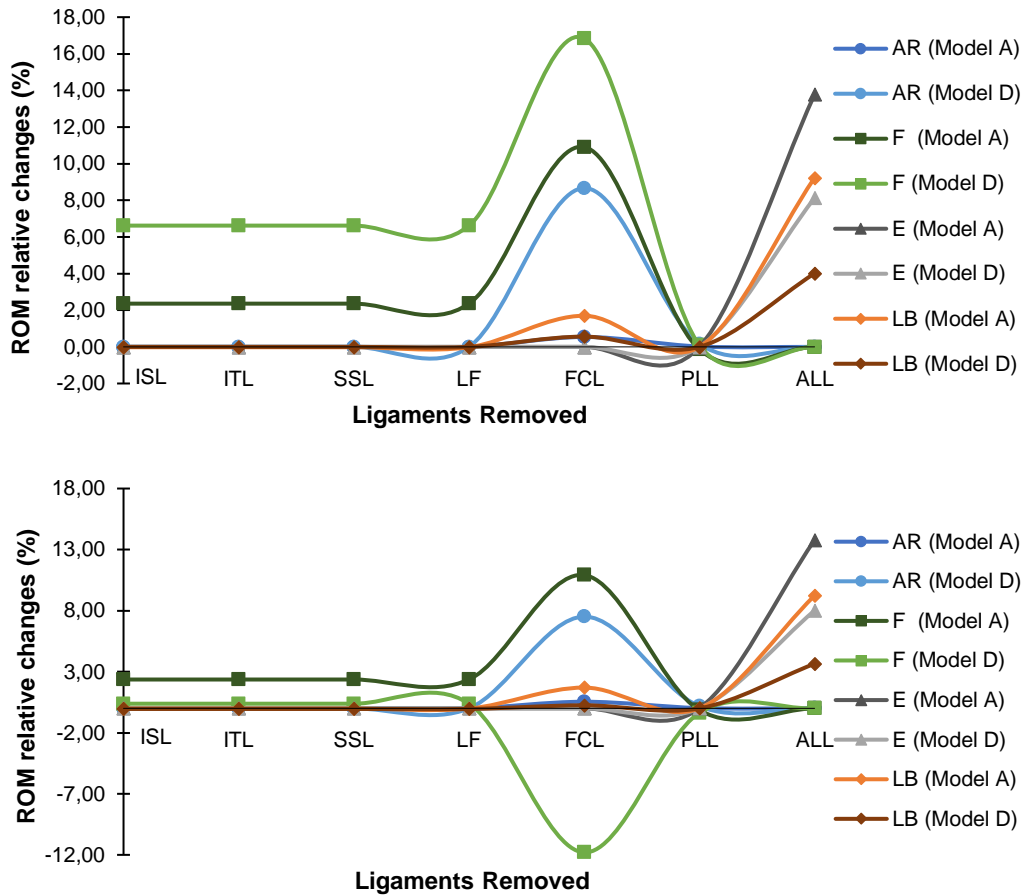 ROM relative changes (%)
18,00
16,00
14,00
12,00
10,00
8,00
6,00
4,00
2,00
0,00
-2,00
ISL ITL SSL LF FCL PLL ALL
Ligaments Removed
AR (Model A)
AR (Model D)
F (Model A)
F (Model D)
E (Model A)
E (Model D)
LB (Model A)
LB (Model D)
ROM relative changes (%)
18,00
13,00
8,00
3,00
-2,00
-7,00
-12,00
ISL ITL SSL LF FCL PLL ALL
Ligaments Removed
AR (Model A)
AR (Model D)
F (Model A)
F (Model D)
E (Model A)
E (Model D)
LB (Model A)
LB (Model D)